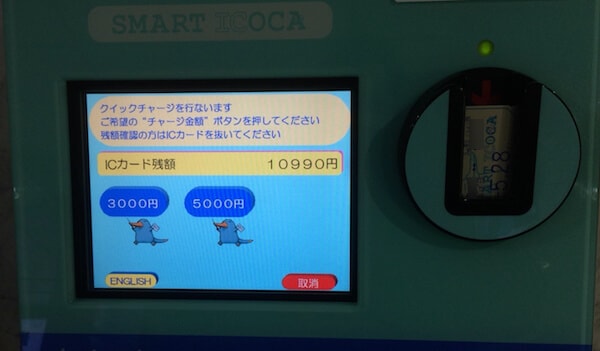 SMART ICOCA
クイックチャージを行ないます
ご希望の“チャージ金額”ボタンを押してください
残額確認の方はICカードを抜いてください
ICカード残額 10990円
3000円 5000円
ENGLISH 取消